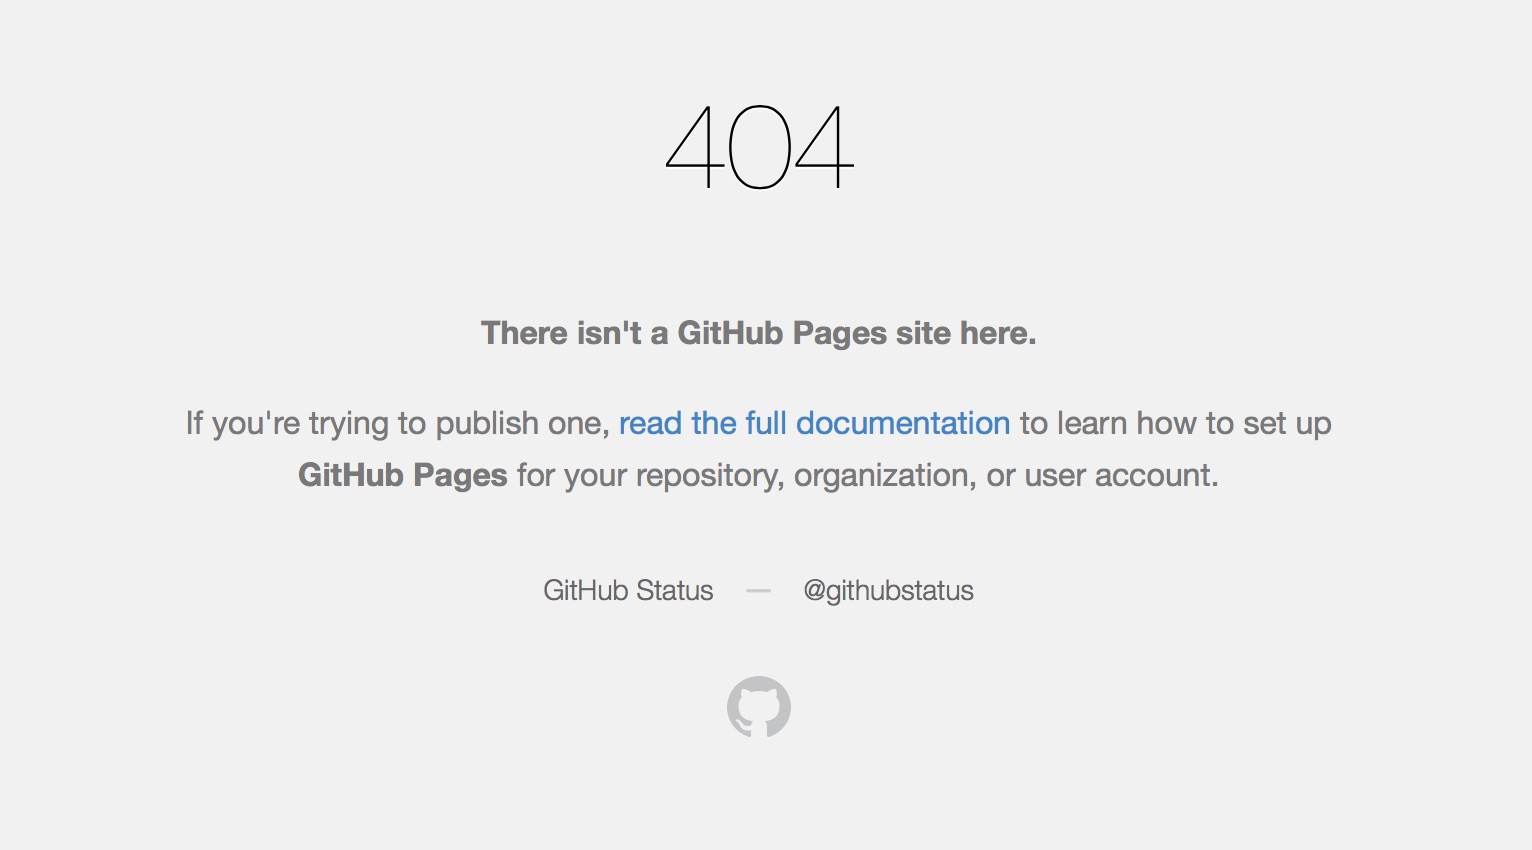 404
There isn't a GitHub Pages site here.
If you're trying to publish one, read the full documentation to learn how to set up
GitHub Pages for your repository, organization, or user account.
GitHub Status — @githubstatus